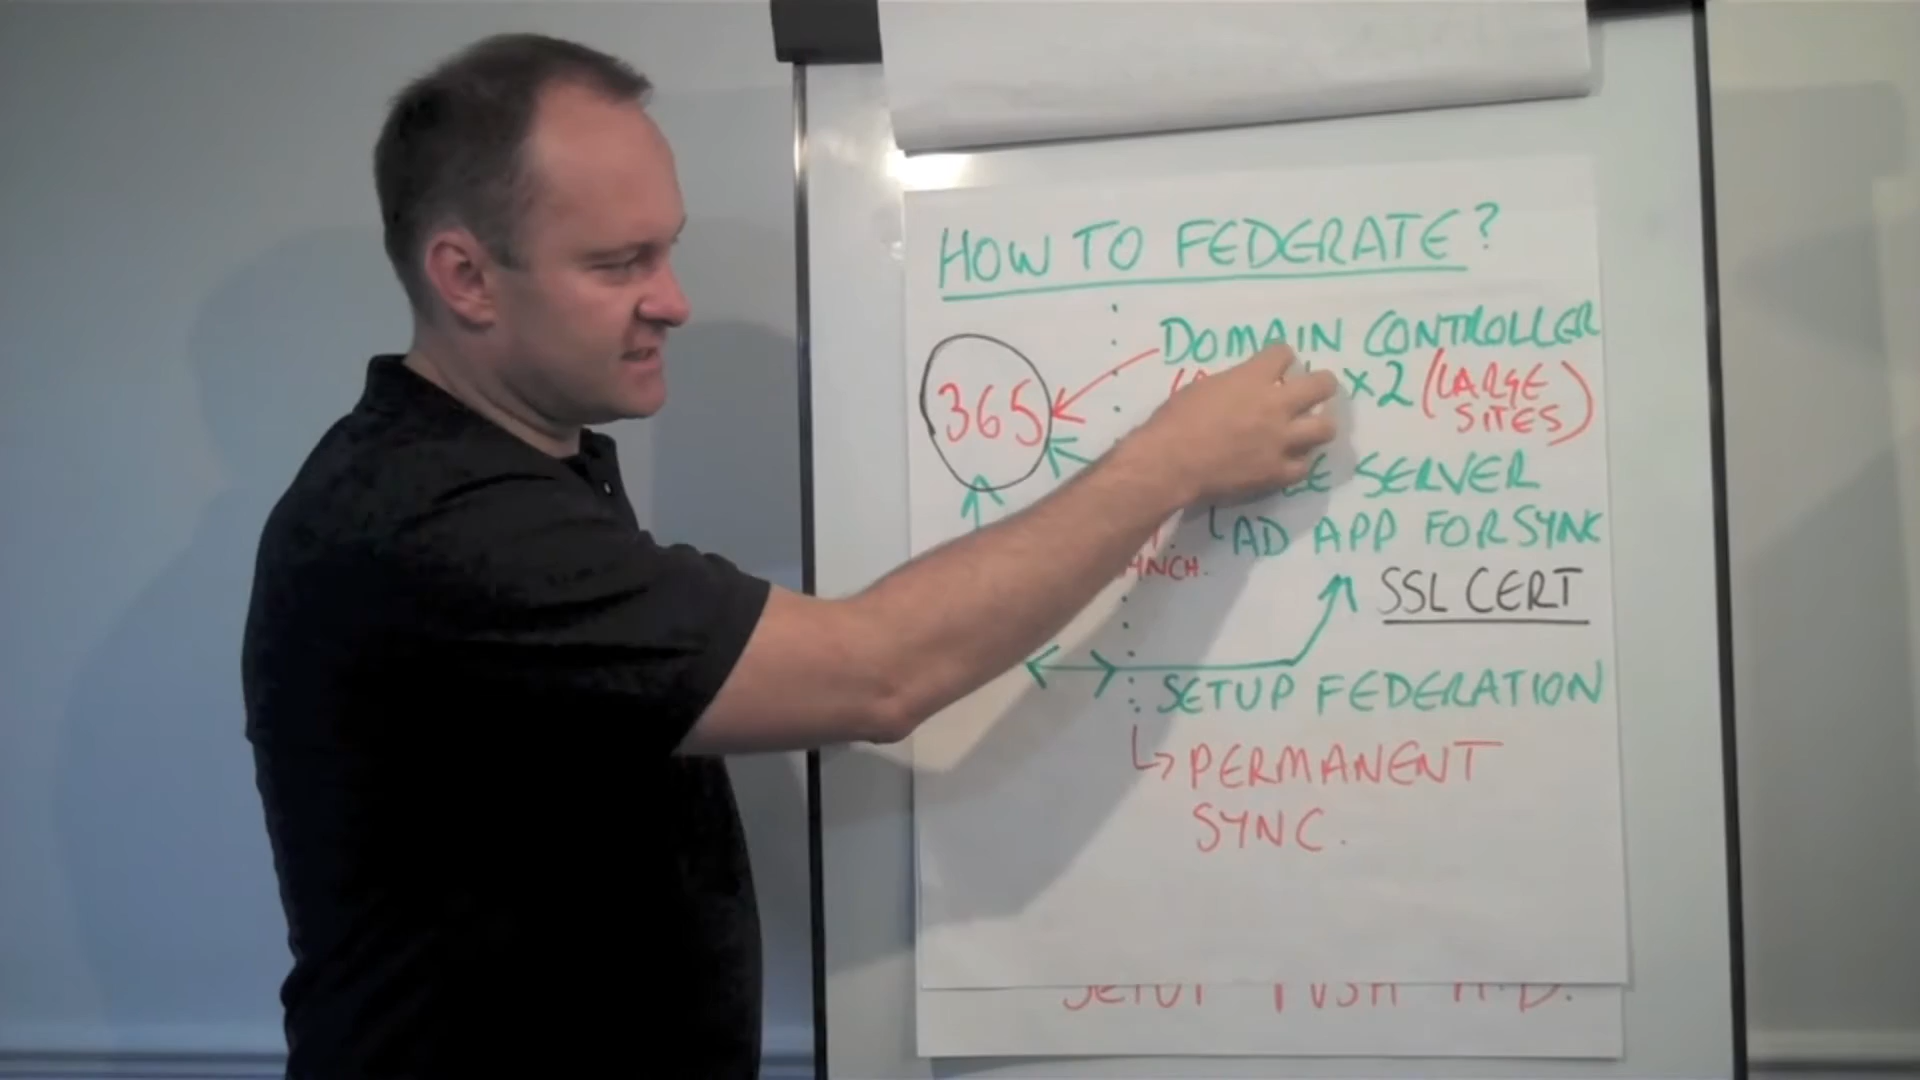 HOW TO FEDERATE?
DOMAIN CONTROLLER
365
x2 (LARGE
SITES)
SERVER
AD APP FOR SYNC
SSL CERT
SETUP FEDERATION
PERMANENT
SYNC.